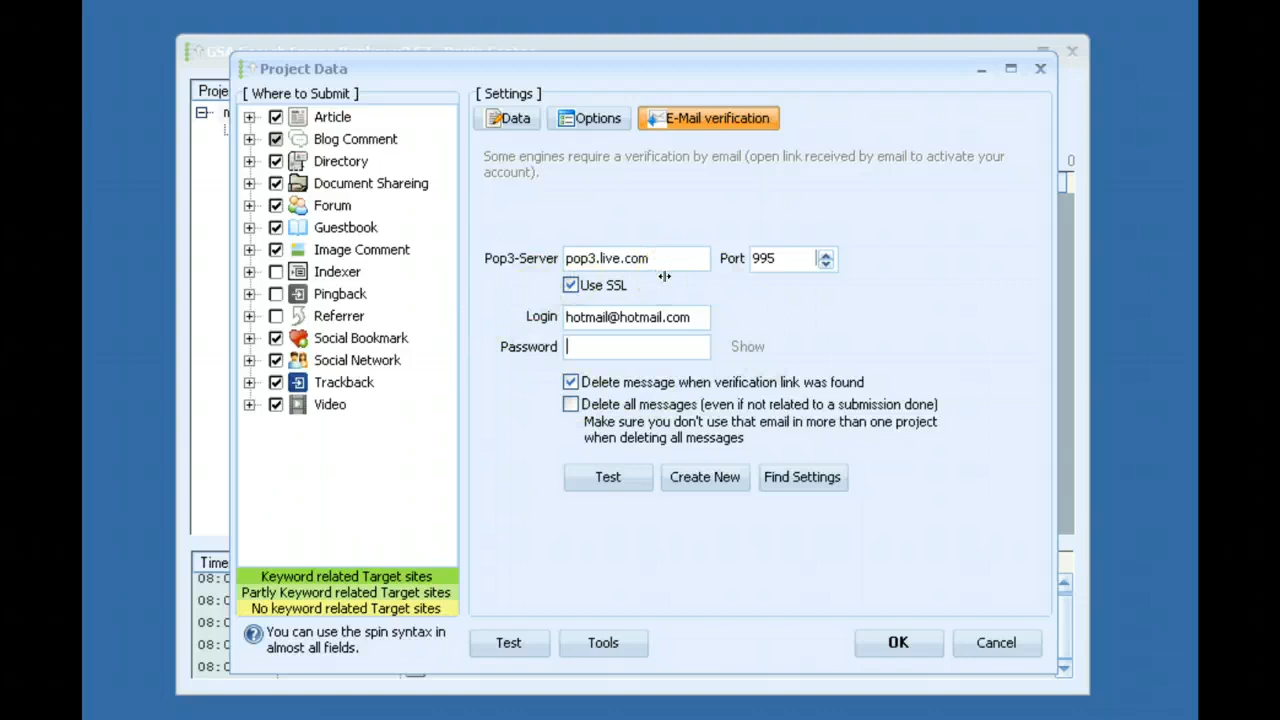 Project Data
[ Where to Submit ]
Article
Blog Comment
Directory
Document Shareing
Forum
Guestbook
Image Comment
Indexer
Pingback
Referrer
Social Bookmark
Social Network
Trackback
Video
Keyword related Target sites
Partly Keyword related Target sites
No keyword related Target sites
You can use the spin syntax in
almost all fields.
[ Settings ]
Data Options E-Mail verification
Some engines require a verification by email (open link received by email to activate your
account).
Pop3-Server pop3.live.com Port 995
Use SSL
Login hotmail@hotmail.com
Password Show
Delete message when verification link was found
Delete all messages (even if not related to a submission done)
Make sure you don't use that email in more than one project
when deleting all messages
Test Create New Find Settings
Test Tools OK Cancel
Proje
0
Time
08:0
08:0
08:0
08:0
08:0